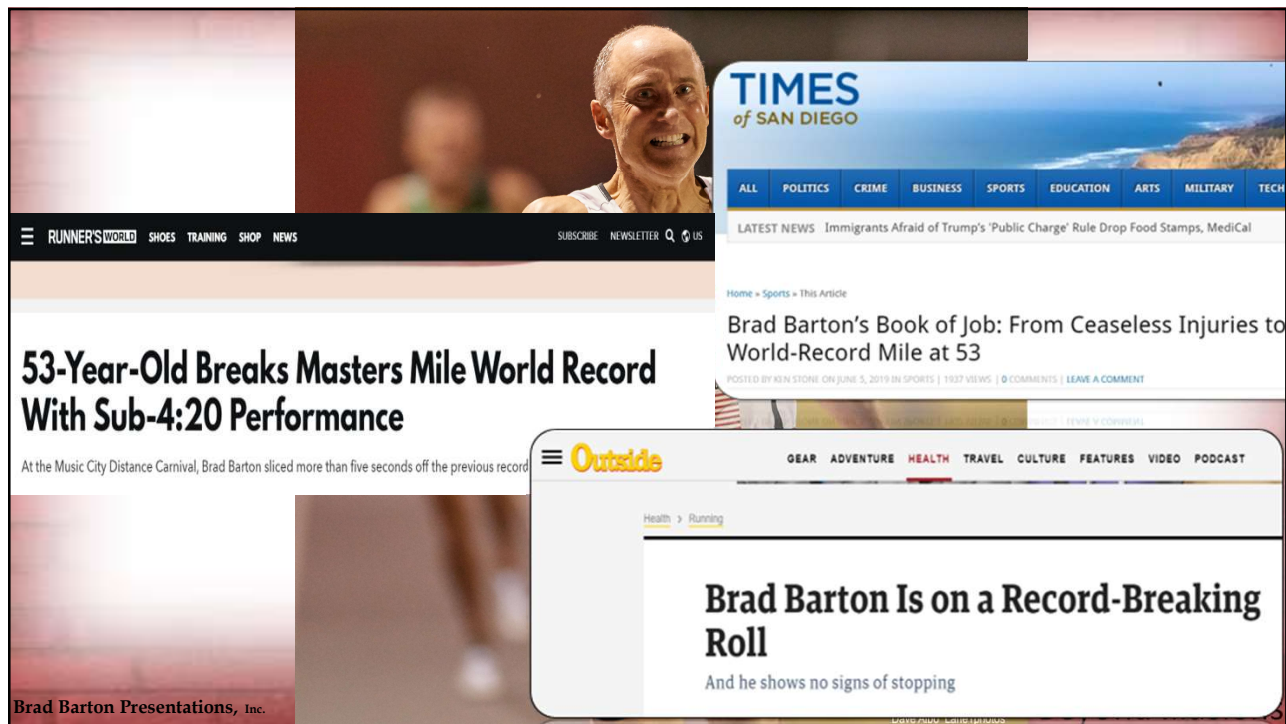 RUNNER'S WORLD SHOES TRAINING SHOP NEWS SUBSCRIBE NEWSLETTER US
53-Year-Old Breaks Masters Mile World Record
With Sub-4:20 Performance
At the Music City Distance Carnival, Brad Barton sliced more than five seconds off the previous record
TIMES
of SAN DIEGO
ALL POLITICS CRIME BUSINESS SPORTS EDUCATION ARTS MILITARY TECH
LATEST NEWS Immigrants Afraid of Trump's 'Public Charge' Rule Drop Food Stamps, MediCal
Home » Sports » This Article
Brad Barton's Book of Job: From Ceaseless Injuries to
World-Record Mile at 53
POSTED BY KEN STONE ON JUNE 5, 2019 IN SPORTS | 1937 VIEWS | 0 COMMENTS | LEAVE A COMMENT
Outside GEAR ADVENTURE HEALTH TRAVEL CULTURE FEATURES VIDEO PODCAST
Health > Running
Brad Barton Is on a Record-Breaking
Roll
And he shows no signs of stopping
Brad Barton Presentations, Inc.